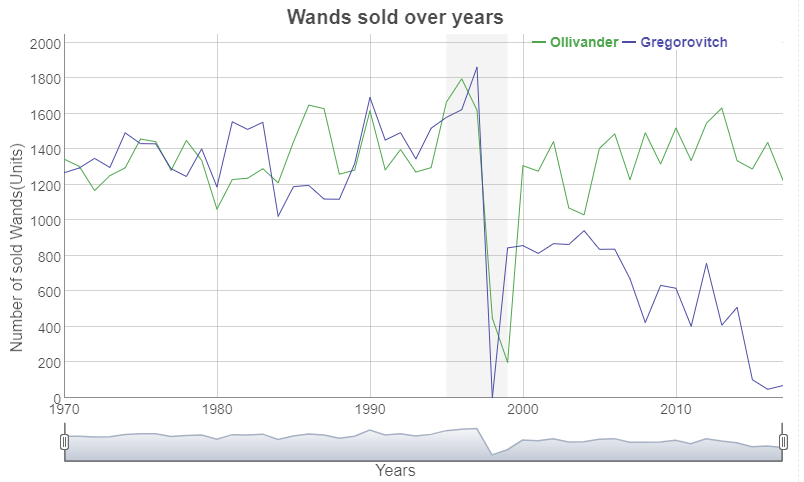 Wands sold over years
Ollivander Gregorovitch
Number of sold Wands(Units)
2000
1800
1600
1400
1200
1000
800
600
400
200
0
1970 1980 1990 2000 2010
Years